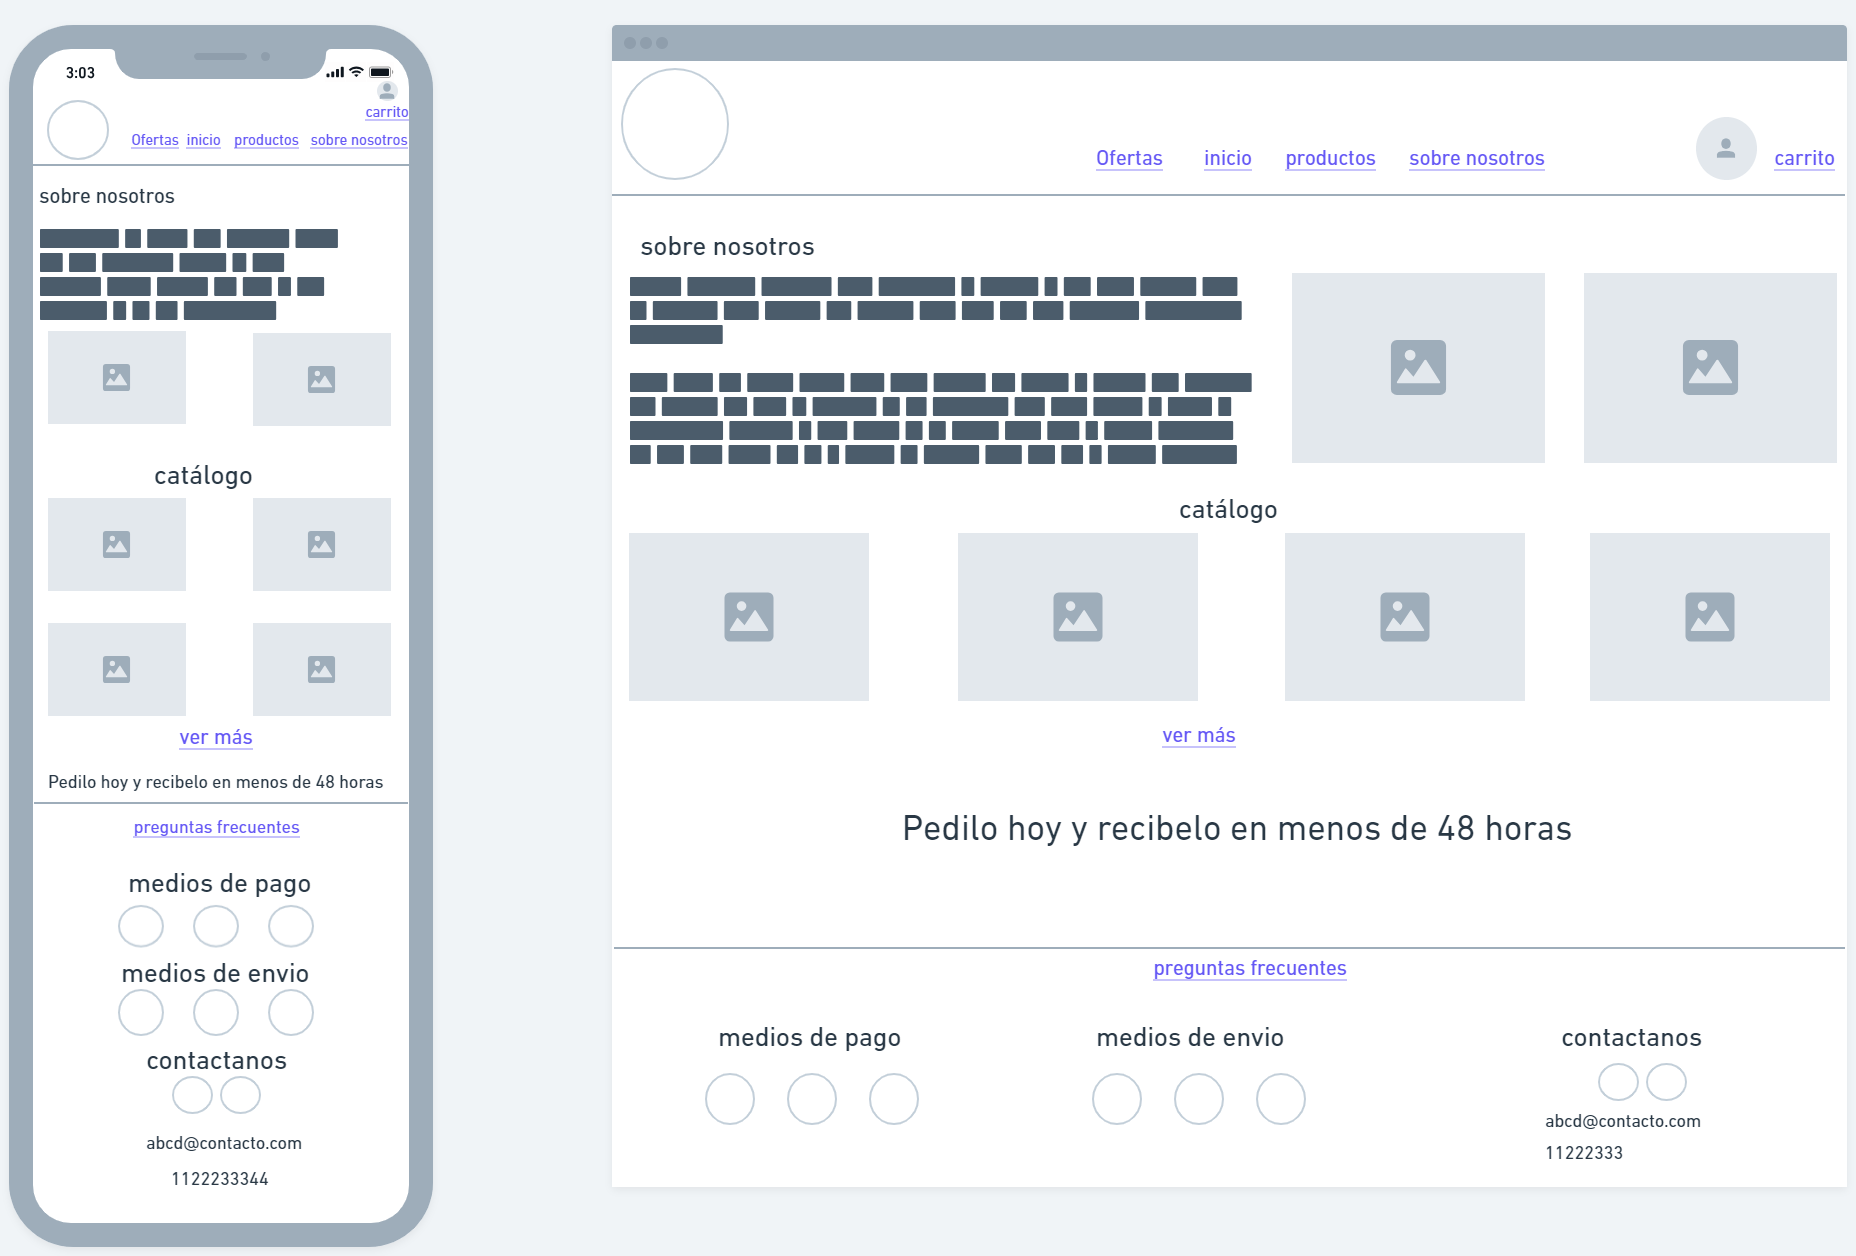 3:03
carrito
Ofertas inicio productos sobre nosotros
sobre nosotros
catálogo
ver más
Pedilo hoy y recibelo en menos de 48 horas
preguntas frecuentes
medios de pago
medios de envio
contactanos
abcd@contacto.com
1122233344
Ofertas inicio productos sobre nosotros carrito
sobre nosotros
catálogo
ver más
Pedilo hoy y recibelo en menos de 48 horas
preguntas frecuentes
medios de pago medios de envio contactanos
abcd@contacto.com
11222333